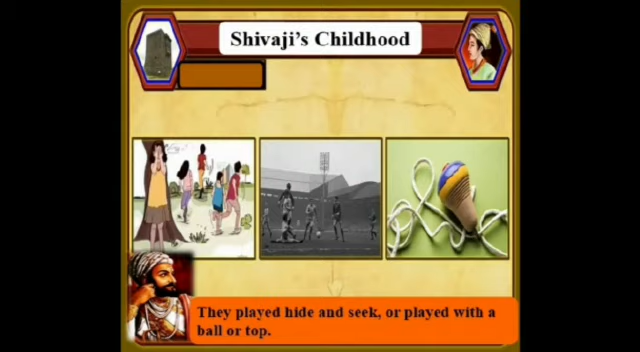 Shivaji's Childhood
They played hide and seek, or played with a
ball or top.